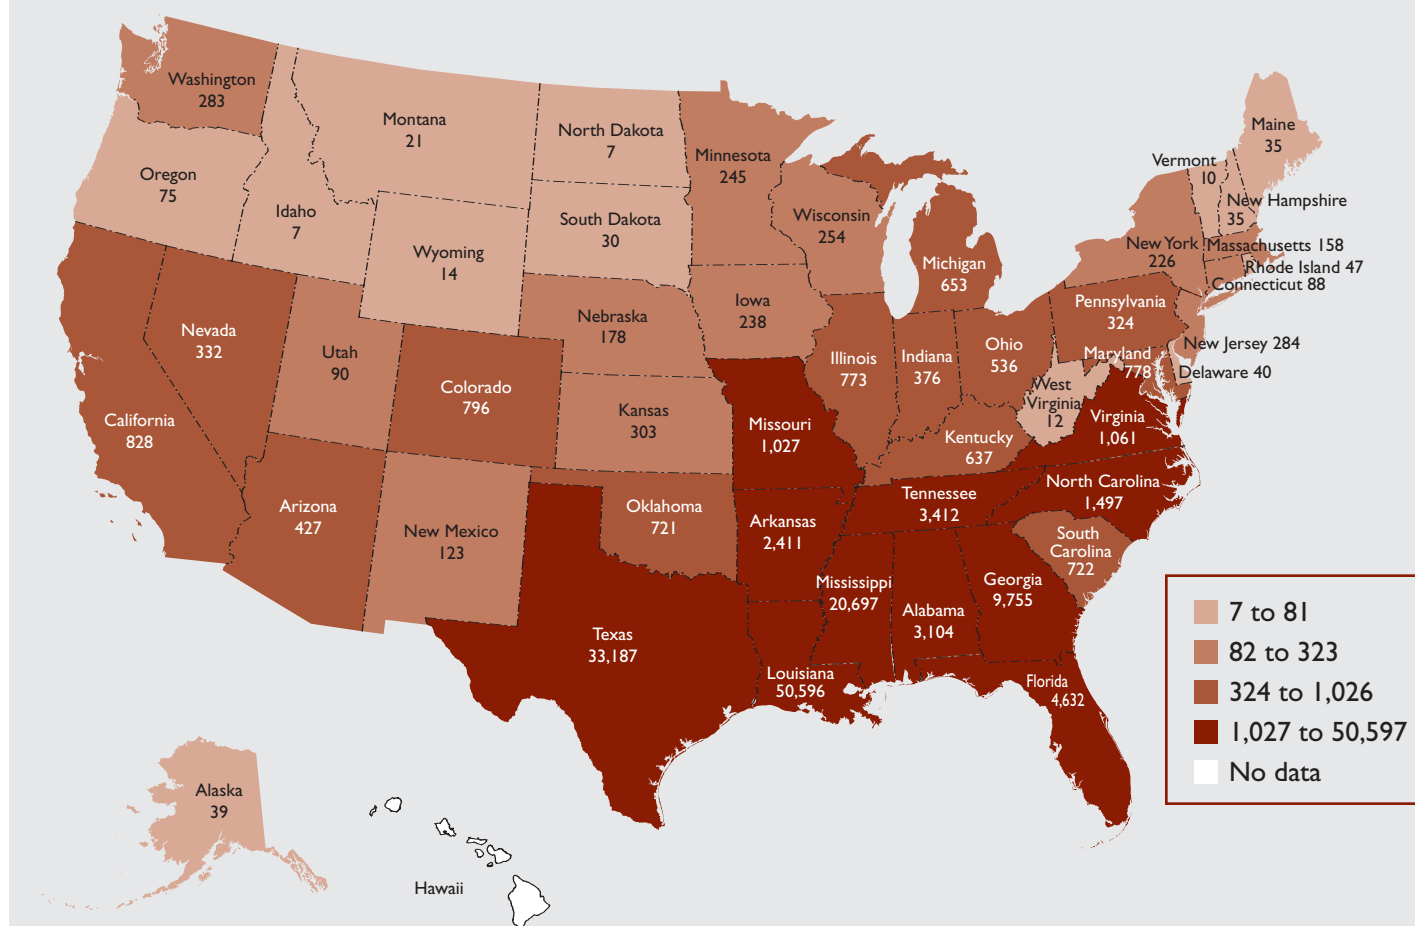 Washington
283
Oregon
75
Idaho
7
Montana
21
Wyoming
14
North Dakota
7
South Dakota
30
Minnesota
245
Wisconsin
254
Michigan
653
Iowa
238
Nebraska
178
Nevada
332
Utah
90
Colorado
796
California
828
Kansas
303
Missouri
1,027
Illinois
773
Indiana
376
Ohio
536
Kentucky
637
West
Virginia
12
Virginia
1,061
Pennsylvania
324
Maryland
778
Delaware 40
New Jersey 284
New York
226
Connecticut 88
Rhode Island 47
Massachusetts 158
New Hampshire
35
Vermont
10
Maine
35
Arizona
427
New Mexico
123
Oklahoma
721
Texas
33,187
Arkansas
2,411
Louisiana
50,596
Mississippi
20,697
Tennessee
3,412
Alabama
3,104
Georgia
9,755
North Carolina
1,497
South
Carolina
722
Florida
4,632
Alaska
39
Hawaii
7 to 81
82 to 323
324 to 1,026
1,027 to 50,597
No data